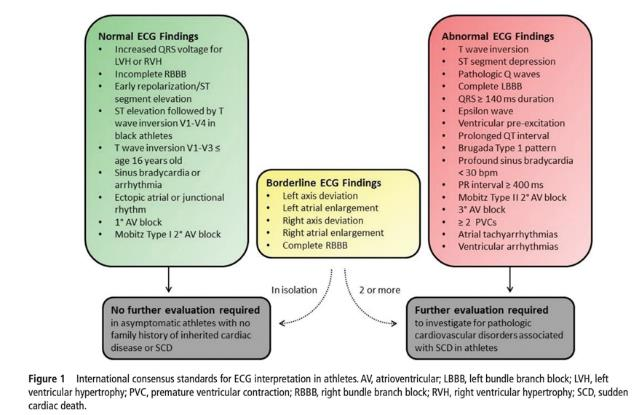 Normal ECG Findings
• Increased QRS voltage for
LVH or RVH
• Incomplete RBBB
• Early repolarization/ST
segment elevation
• ST elevation followed by T
wave inversion V1-V4 in
black athletes
• T wave inversion V1-V3 ≤
age 16 years old
• Sinus bradycardia or
arrhythmia
• Ectopic atrial or junctional
rhythm
• 1° AV block
• Mobitz Type I 2° AV block
Borderline ECG Findings
• Left axis deviation
• Left atrial enlargement
• Right axis deviation
• Right atrial enlargement
• Complete RBBB
Abnormal ECG Findings
• T wave inversion
• ST segment depression
• Pathologic Q waves
• Complete LBBB
• QRS ≥ 140 ms duration
• Epsilon wave
• Ventricular pre-excitation
• Prolonged QT interval
• Brugada Type 1 pattern
• Profound sinus bradycardia
< 30 bpm
• PR interval ≥ 400 ms
• Mobitz Type II 2° AV block
• 3° AV block
• ≥ 2 PVCs
• Atrial tachyarrhythmias
• Ventricular arrhythmias
In isolation
2 or more
No further evaluation required
in asymptomatic athletes with no
family history of inherited cardiac
disease or SCD
Further evaluation required
to investigate for pathologic
cardiovascular disorders associated
with SCD in athletes
Figure 1 International consensus standards for ECG interpretation in athletes. AV, atrioventricular; LBBB, left bundle branch block; LVH, left
ventricular hypertrophy; PVC, premature ventricular contraction; RBBB, right bundle branch block; RVH, right ventricular hypertrophy; SCD, sudden
cardiac death.